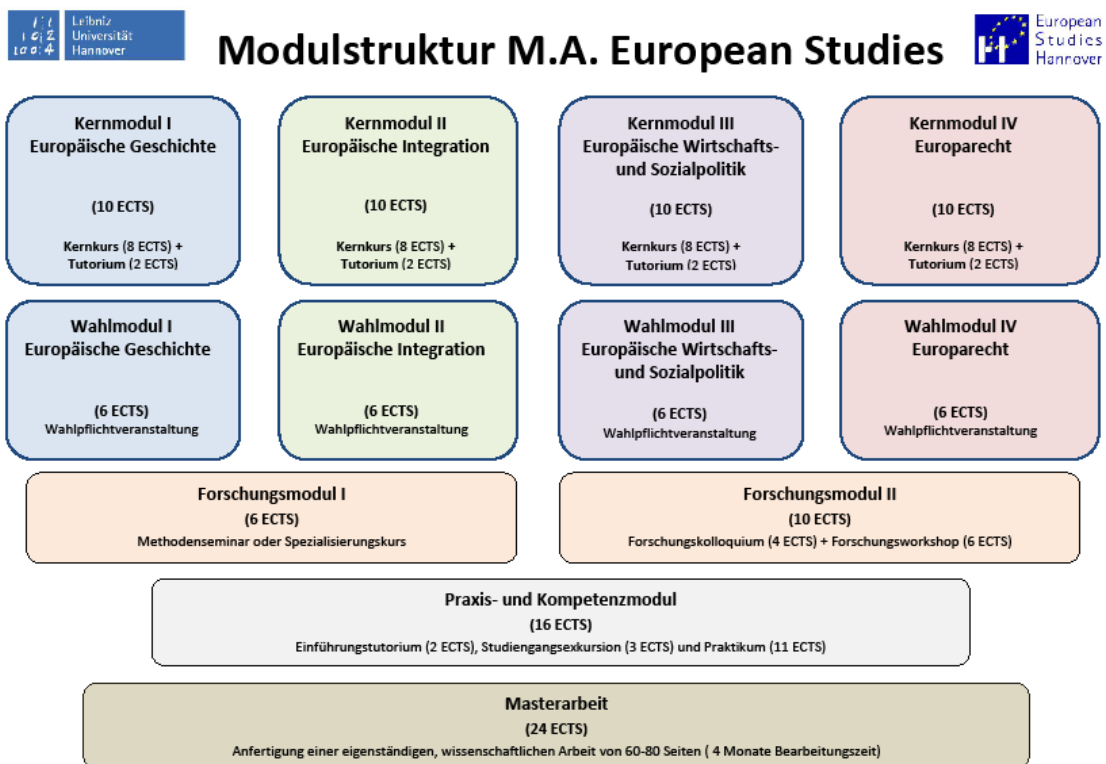 Leibniz
Universität
Hannover
Modulstruktur M.A. European Studies
European
Studies
Hannover
Kernmodul I
Europäische Geschichte
(10 ECTS)
Kernkurs (8 ECTS) +
Tutorium (2 ECTS)
Kernmodul II
Europäische Integration
(10 ECTS)
Kernkurs (8 ECTS) +
Tutorium (2 ECTS)
Kernmodul III
Europäische Wirtschafts-
und Sozialpolitik
(10 ECTS)
Kernkurs (8 ECTS) +
Tutorium (2 ECTS)
Kernmodul IV
Europarecht
(10 ECTS)
Kernkurs (8 ECTS) +
Tutorium (2 ECTS)
Wahlmodul I
Europäische Geschichte
(6 ECTS)
Wahlpflichtveranstaltung
Wahlmodul II
Europäische Integration
(6 ECTS)
Wahlpflichtveranstaltung
Wahlmodul III
Europäische Wirtschafts-
und Sozialpolitik
(6 ECTS)
Wahlpflichtveranstaltung
Wahlmodul IV
Europarecht
(6 ECTS)
Wahlpflichtveranstaltung
Forschungsmodul I
(6 ECTS)
Methodenseminar oder Spezialisierungskurs
Forschungsmodul II
(10 ECTS)
Forschungskolloquium (4 ECTS) + Forschungsworkshop (6 ECTS)
Praxis- und Kompetenzmodul
(16 ECTS)
Einführungstutorium (2 ECTS), Studiengangsexkursion (3 ECTS) und Praktikum (11 ECTS)
Masterarbeit
(24 ECTS)
Anfertigung einer eigenständigen, wissenschaftlichen Arbeit von 60-80 Seiten ( 4 Monate Bearbeitungszeit)